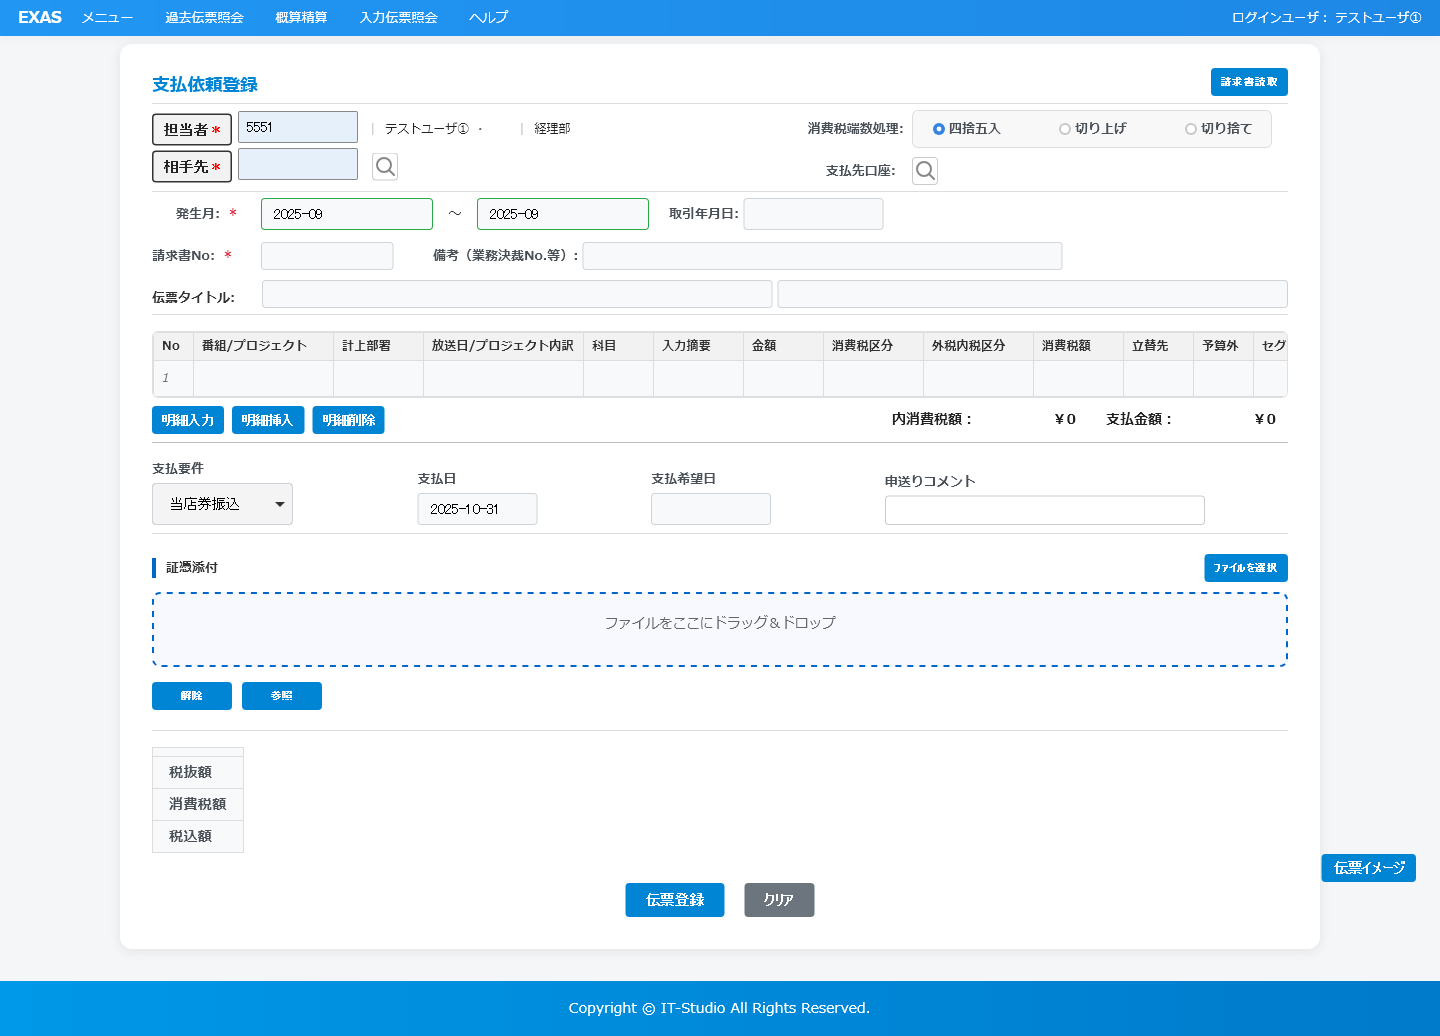 EXAS メニュー 過去伝票照会 概算精算 入力伝票照会 ヘルプ ログインユーザ： テストユーザ①
支払依頼登録 請求書読取
担当者* 5551 | テストユーザ① ・ | 経理部 消費税端数処理: 四捨五入 切り上げ 切り捨て
相手先* 支払先口座:
発生月: * 2025-09 ～ 2025-09 取引年月日:
請求書No: * 備考（業務決裁No.等）:
伝票タイトル:
No 番組/プロジェクト 計上部署 放送日/プロジェクト内訳 科目 入力摘要 金額 消費税区分 外税内税区分 消費税額 立替先 予算外 セグ
1
明細入力 明細挿入 明細削除 内消費税額： ￥0 支払金額： ￥0
支払要件 支払日 支払希望日 申送りコメント
当店券振込 2025-10-31
証憑添付 ファイルを選択
ファイルをここにドラッグ＆ドロップ
解除 参照
税抜額
消費税額
税込額
伝票イメージ
伝票登録 クリア
Copyright © IT-Studio All Rights Reserved.